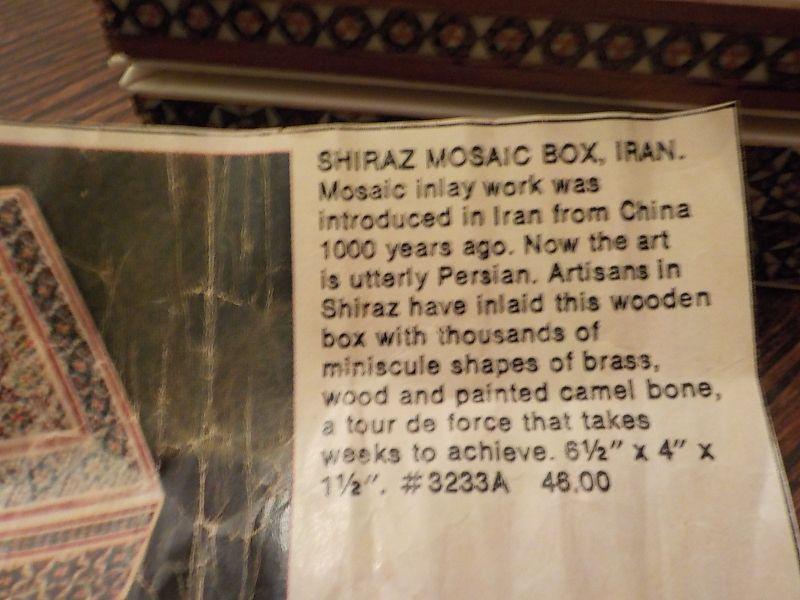 SHIRAZ MOSAIC BOX, IRAN.
Mosaic inlay work was
introduced in Iran from China
1000 years ago. Now the art
is utterly Persian. Artisans in
Shiraz have inlaid this wooden
box with thousands of
miniscule shapes of brass,
wood and painted camel bone,
a tour de force that takes
weeks to achieve. 6½" x 4" x
1½". #3233A 46.00